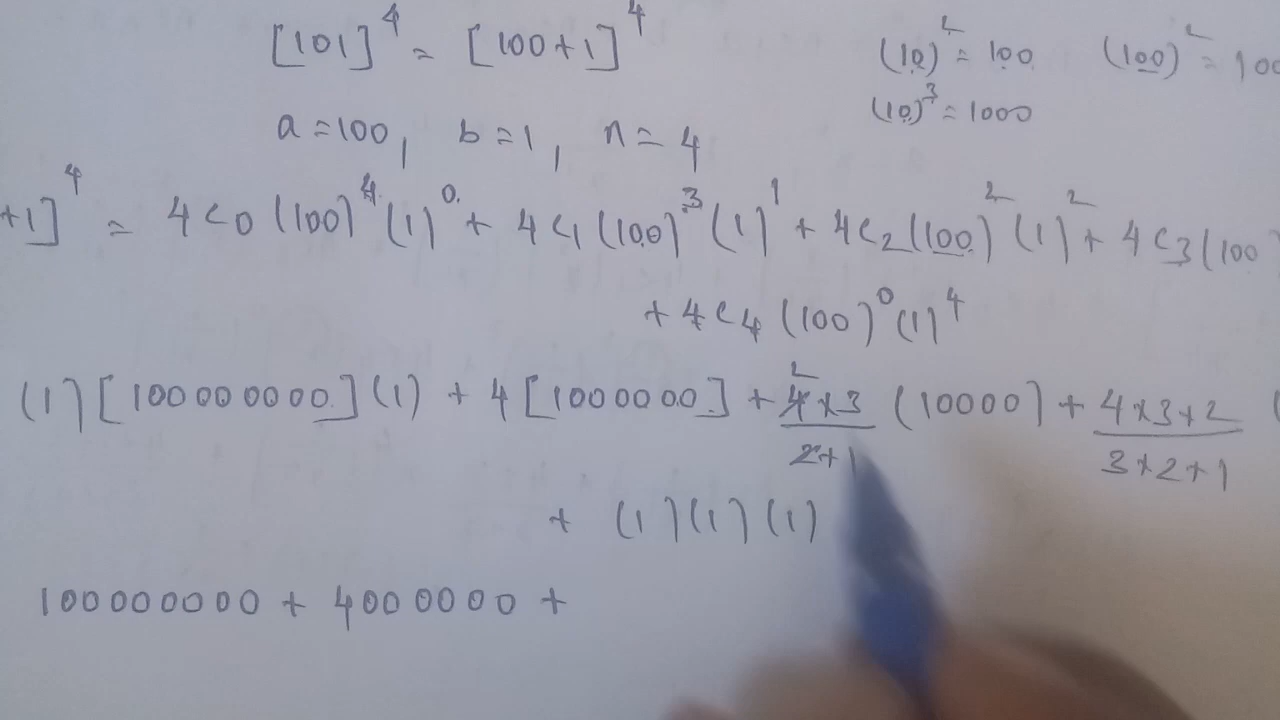 [101]^4 = [100+1]^4
(10)^2 = 100 (100)^2 = 100
(10)^3 = 1000
a = 100, b = 1, n = 4
+1]^4 = 4c0 (100)^4 (1)^0 + 4c1 (100)^3 (1)^1 + 4c2 (100)^2 (1)^2 + 4c3 (100
+ 4c4 (100)^0 (1)^4
(1) [100000000] (1) + 4 [1000000] + 4×3/2×1 (10000) + 4×3×2/3×2×1 (
2
+ (1) (1) (1)
100000000 + 4000000 +